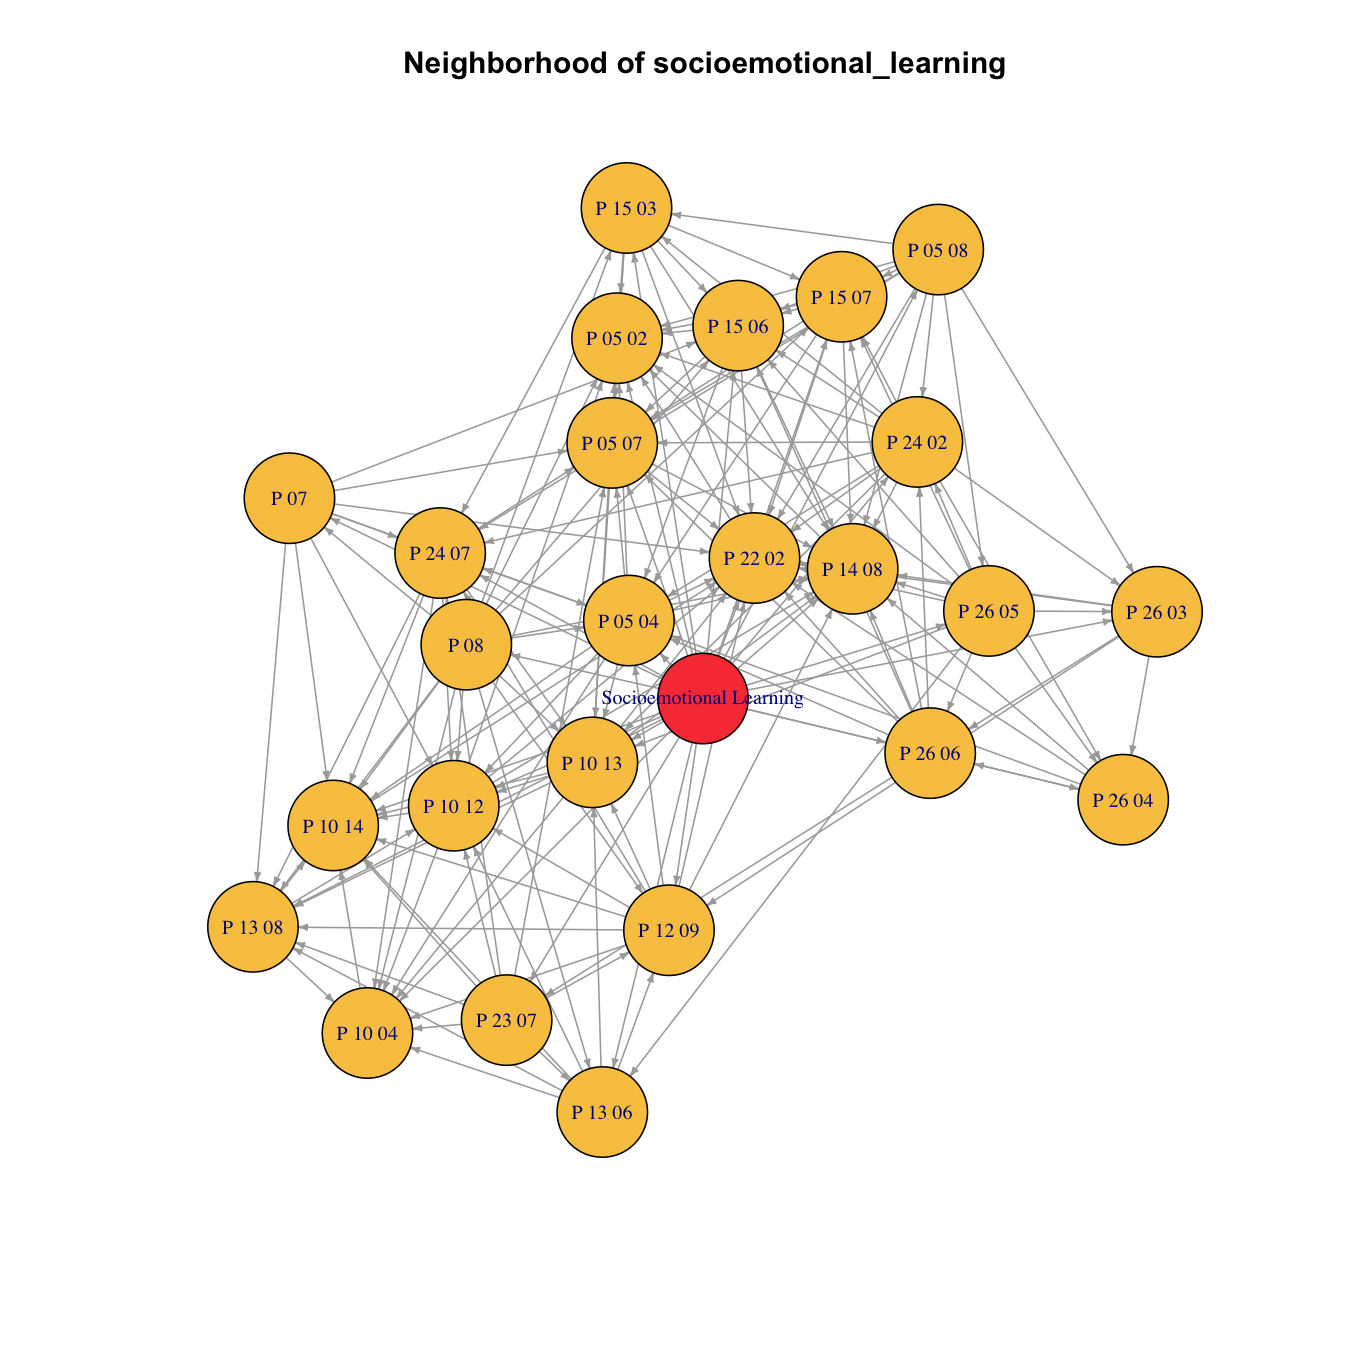 Neighborhood of socioemotional_learning
P 15 03
P 05 08
P 15 07
P 15 06
P 05 02
P 05 07
P 24 02
P 07
P 24 07
P 22 02
P 14 08
P 26 05
P 26 03
P 05 04
P 08
Socioemotional Learning
P 26 06
P 10 13
P 26 04
P 10 12
P 10 14
P 13 08
P 12 09
P 23 07
P 10 04
P 13 06